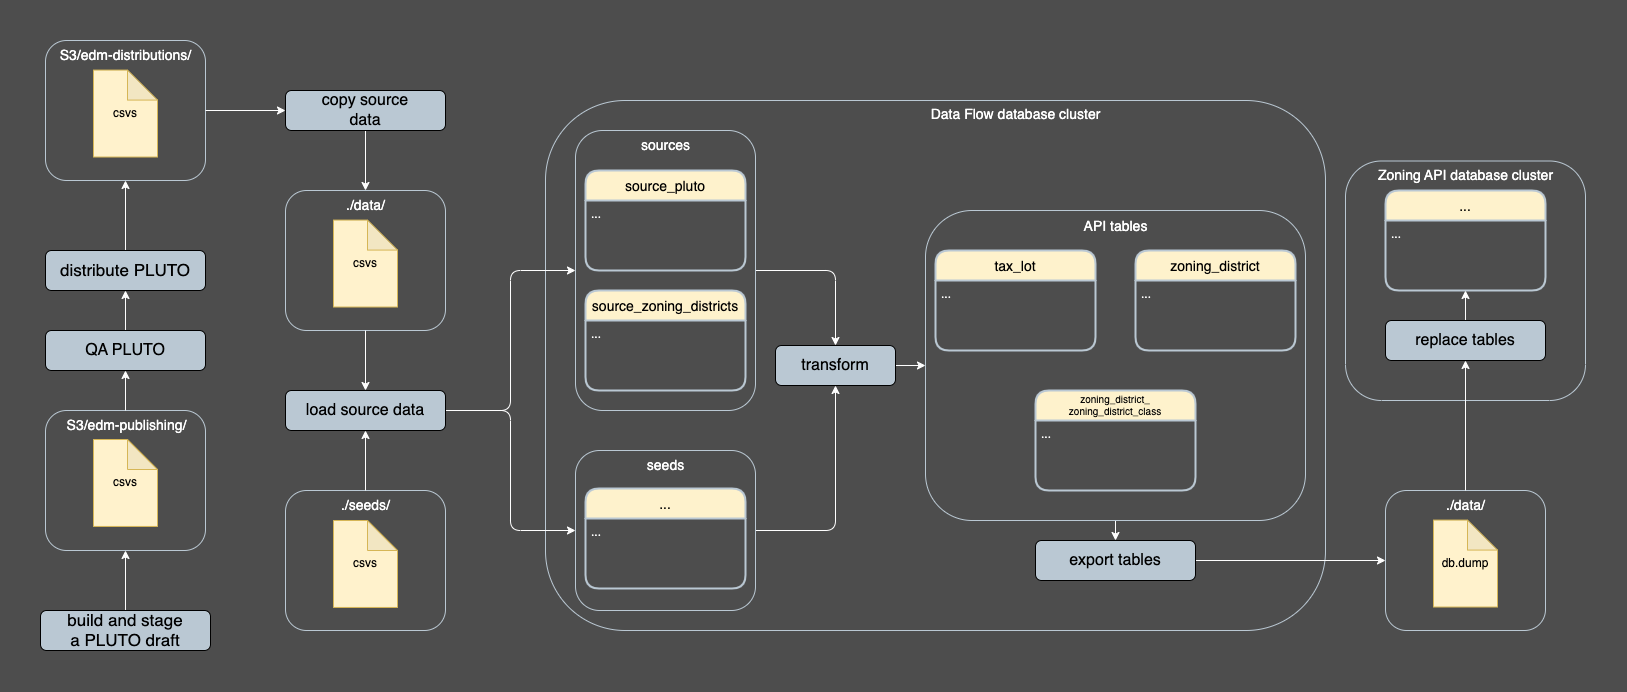 S3/edm-distributions/
csvs
distribute PLUTO
QA PLUTO
S3/edm-publishing/
csvs
build and stage
a PLUTO draft
copy source
data
./data/
csvs
load source data
./seeds/
csvs
Data Flow database cluster
sources
source_pluto
...
source_zoning_districts
...
seeds
...
...
transform
API tables
tax_lot
...
zoning_district
...
zoning_district_
zoning_district_class
...
export tables
Zoning API database cluster
...
...
replace tables
./data/
db.dump